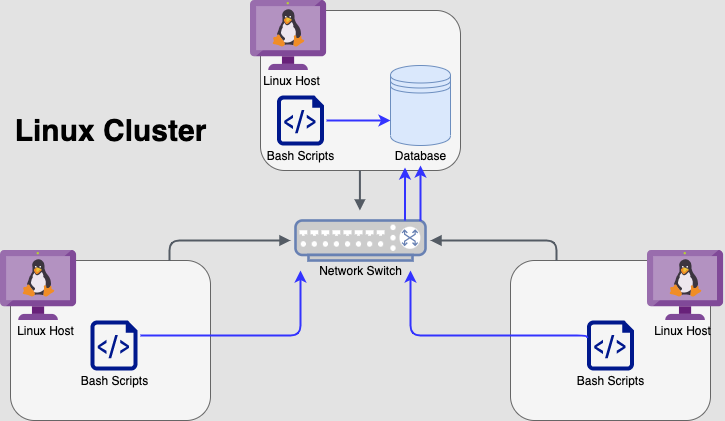 Linux Host
Bash Scripts
Database
Linux Cluster
Network Switch
Linux Host
Bash Scripts
Linux Host
Bash Scripts